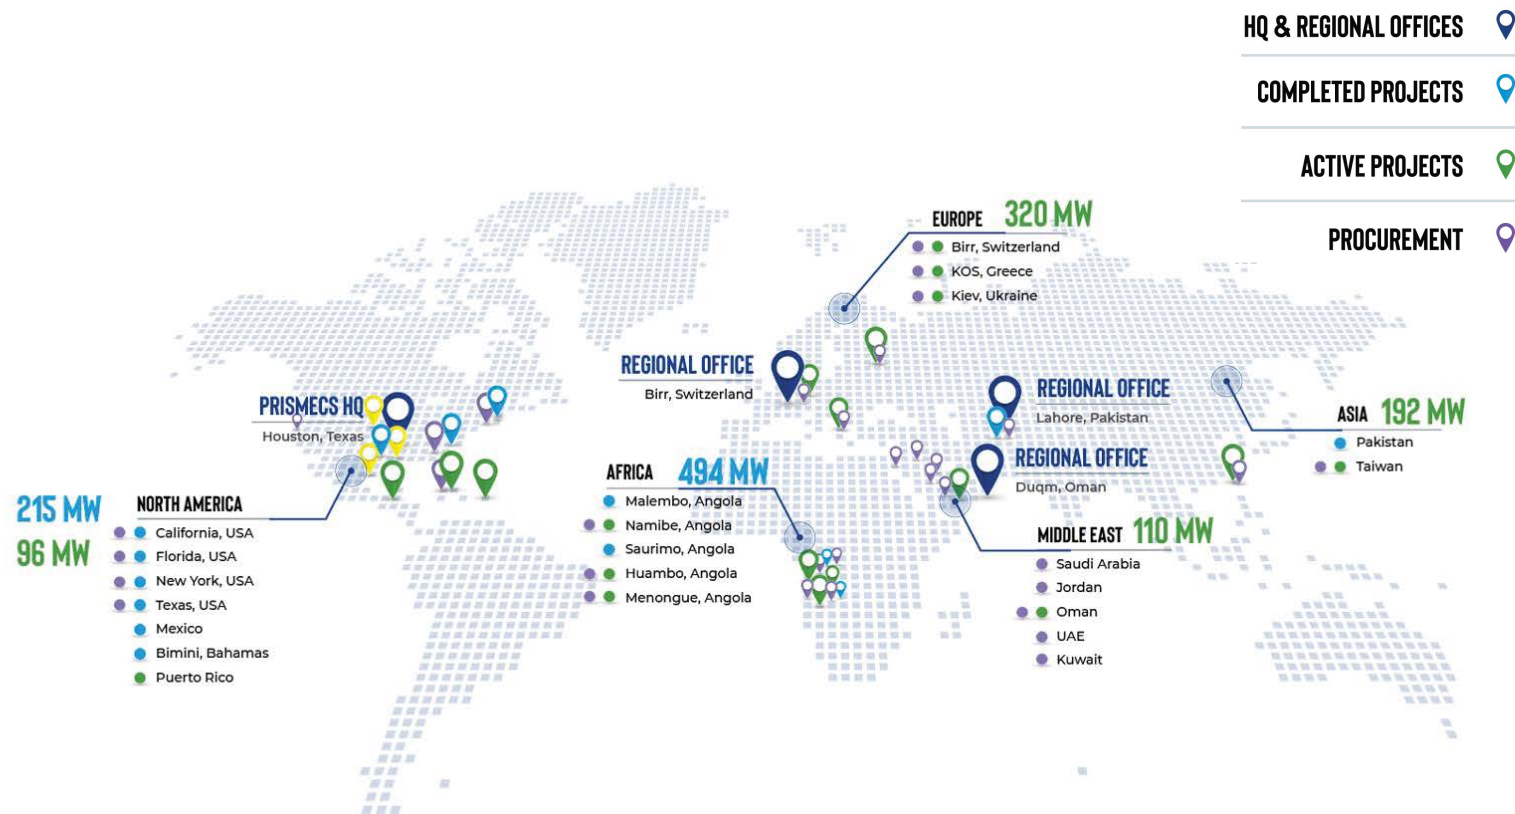 HQ & REGIONAL OFFICES
COMPLETED PROJECTS
ACTIVE PROJECTS
PROCUREMENT
EUROPE 320 MW
Birr, Switzerland
KOS, Greece
Kiev, Ukraine
REGIONAL OFFICE
Birr, Switzerland
REGIONAL OFFICE
Lahore, Pakistan
PRISMECS HQ
Houston, Texas
ASIA 192 MW
Pakistan
Taiwan
REGIONAL OFFICE
Duqm, Oman
AFRICA 494 MW
Malembo, Angola
Namibe, Angola
Saurimo, Angola
Huambo, Angola
Menongue, Angola
215 MW
96 MW
NORTH AMERICA
California, USA
Florida, USA
New York, USA
Texas, USA
Mexico
Bimini, Bahamas
Puerto Rico
MIDDLE EAST 110 MW
Saudi Arabia
Jordan
Oman
UAE
Kuwait